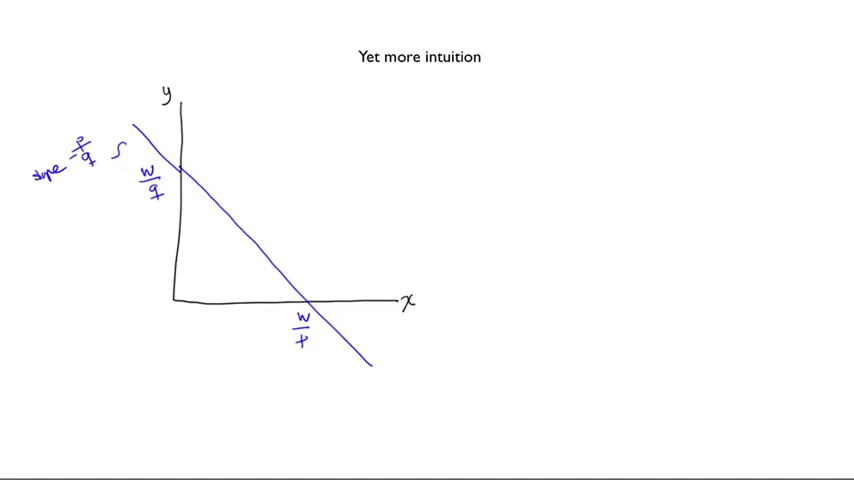 Yet more intuition
y
slope -p/q
w/q
x
w/p